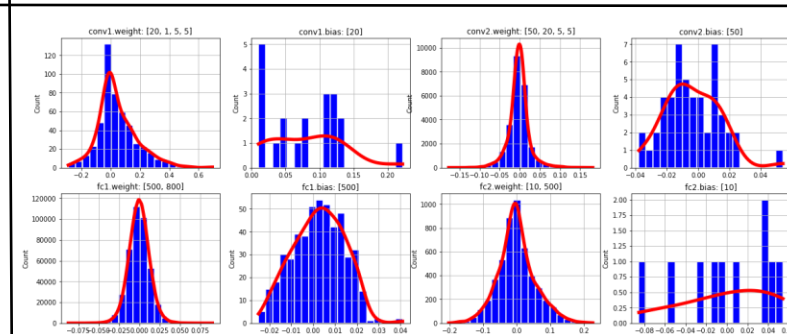 conv1.weight: [20, 1, 5, 5]
conv1.bias: [20]
conv2.weight: [50, 20, 5, 5]
conv2.bias: [50]
120
100
80
60
40
20
0
Count
−0.2 0.0 0.2 0.4 0.6
5
4
3
2
1
0
Count
0.00 0.05 0.10 0.15 0.20
10000
8000
6000
4000
2000
0
Count
−0.15 −0.10 −0.05 0.00 0.05 0.10 0.15
7
6
5
4
3
2
1
0
Count
−0.04 −0.02 0.00 0.02 0.04
fc1.weight: [500, 800]
fc1.bias: [500]
fc2.weight: [10, 500]
fc2.bias: [10]
120000
100000
80000
60000
40000
20000
0
Count
−0.075 −0.050 −0.025 0.000 0.025 0.050 0.075
50
40
30
20
10
0
Count
−0.02 −0.01 0.00 0.01 0.02 0.03 0.04
1000
800
600
400
200
0
Count
−0.2 −0.1 0.0 0.1 0.2
2.00
1.75
1.50
1.25
1.00
0.75
0.50
0.25
0.00
Count
−0.08 −0.06 −0.04 −0.02 0.00 0.02 0.04